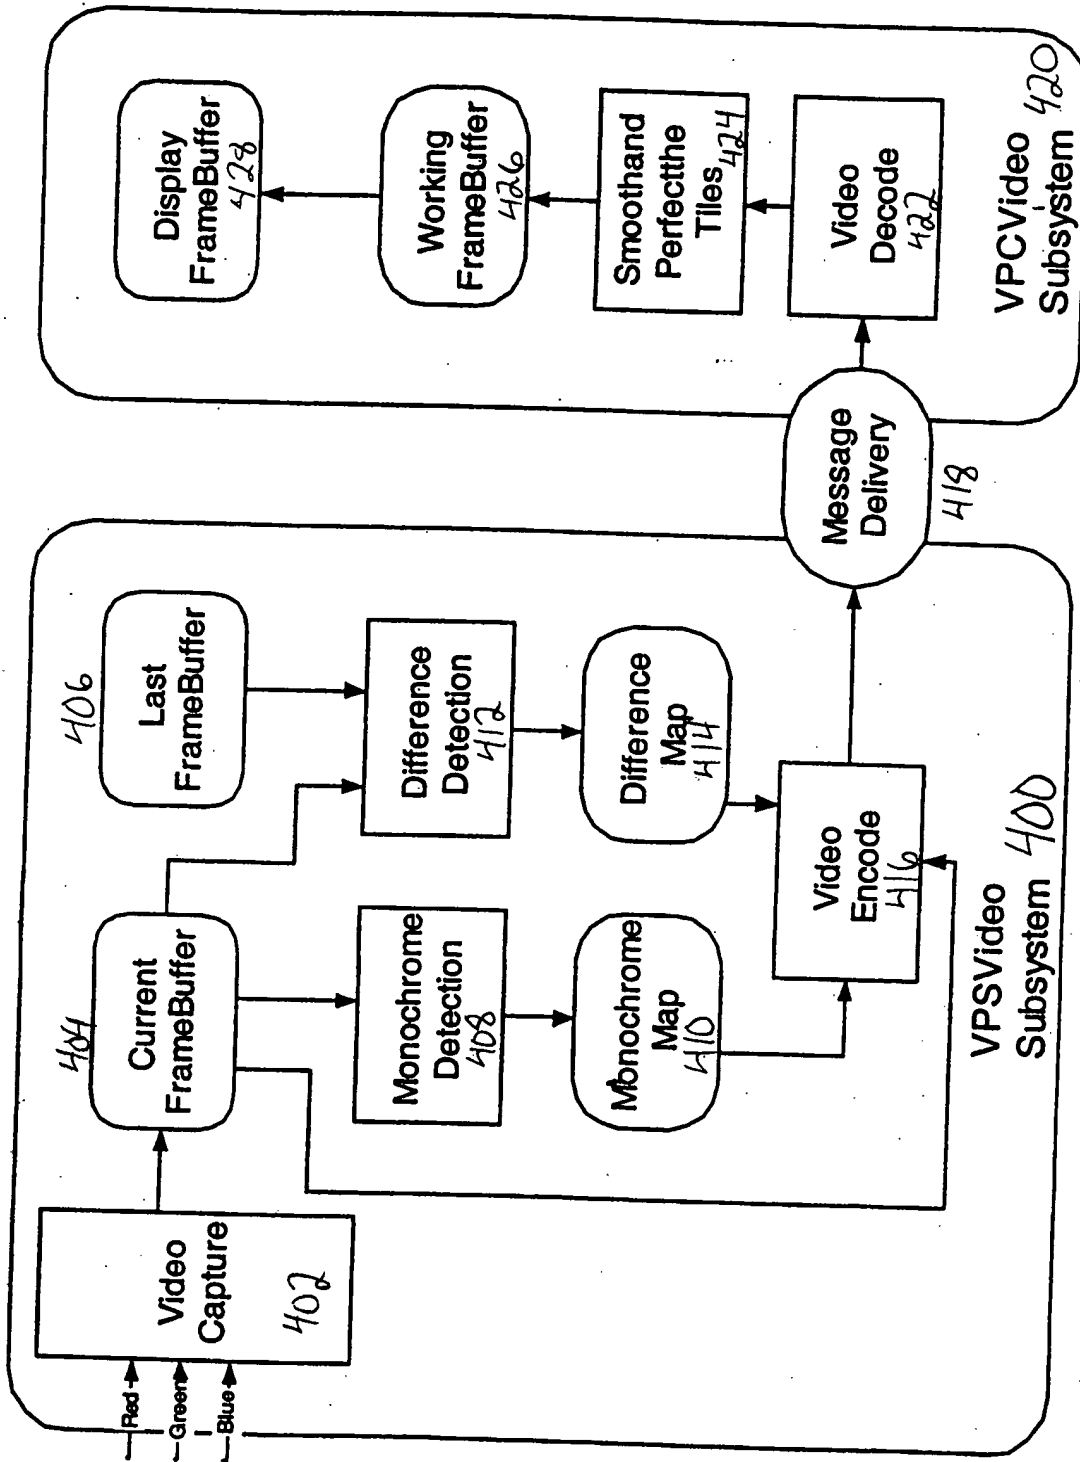 Red
Green
Blue
Video
Capture
402
404
Current
FrameBuffer
406
Last
FrameBuffer
Monochrome
Detection
408
Difference
Detection
412
Monochrome
Map
410
Difference
Map
414
Video
Encode
416
VPSVideo
Subsystem 400
Message
Delivery
418
Display
FrameBuffer
428
Working
FrameBuffer
426
Smoothand
Perfectthe
Tiles 424
Video
Decode
422
VPCVideo
Subsystem 420